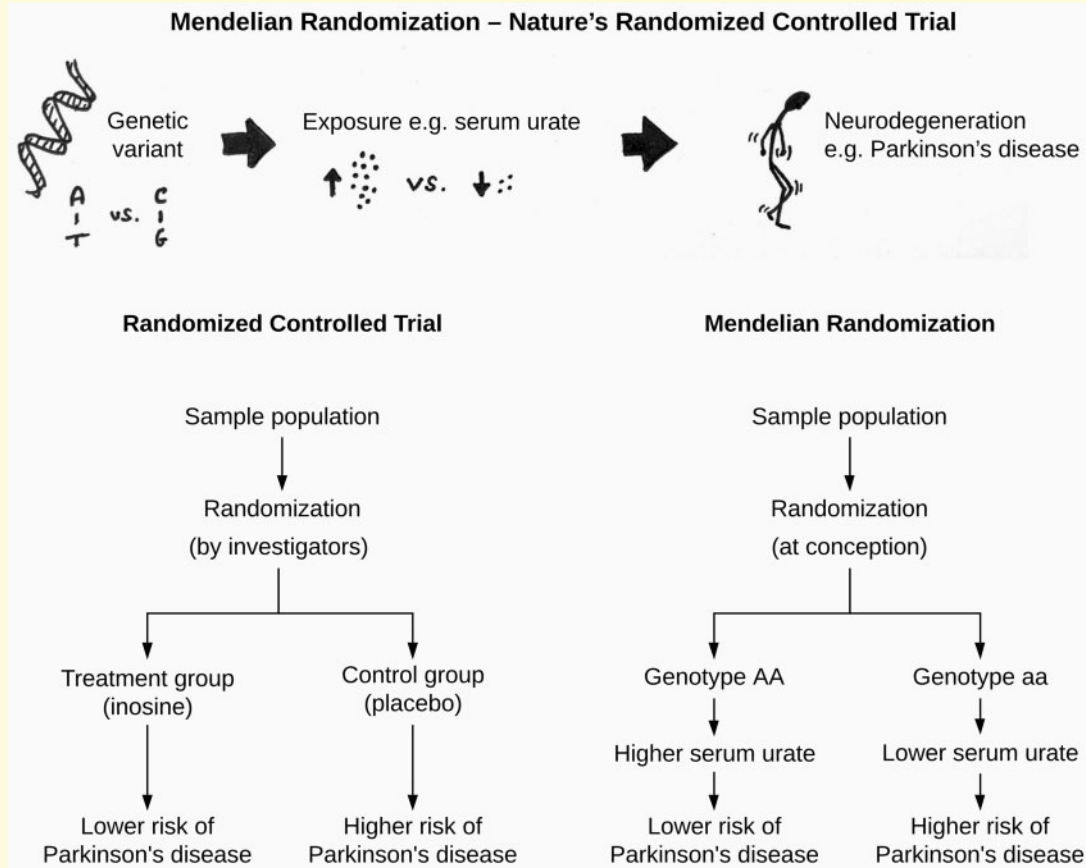 Mendelian Randomization – Nature's Randomized Controlled Trial
Genetic
variant
A vs. C
T G
Exposure e.g. serum urate
vs.
Neurodegeneration
e.g. Parkinson's disease
Randomized Controlled Trial
Sample population
Randomization
(by investigators)
Treatment group
(inosine)
Control group
(placebo)
Lower risk of
Parkinson's disease
Higher risk of
Parkinson's disease
Mendelian Randomization
Sample population
Randomization
(at conception)
Genotype AA
Genotype aa
Higher serum urate
Lower serum urate
Lower risk of
Parkinson's disease
Higher risk of
Parkinson's disease